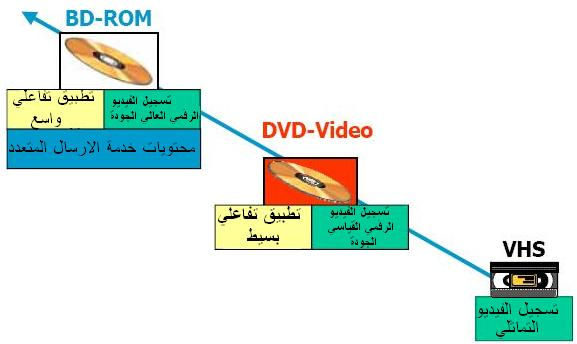 BD-ROM
تسجيل الفيديو
الرقمي العالي الجودة
تطبيق تفاعلي
واسع
محتويات خدمة الارسال المتعدد
DVD-Video
تسجيل الفيديو
الرقمي القياسي
الجودة
تطبيق تفاعلي
بسيط
VHS
تسجيل الفيديو
التماثلي